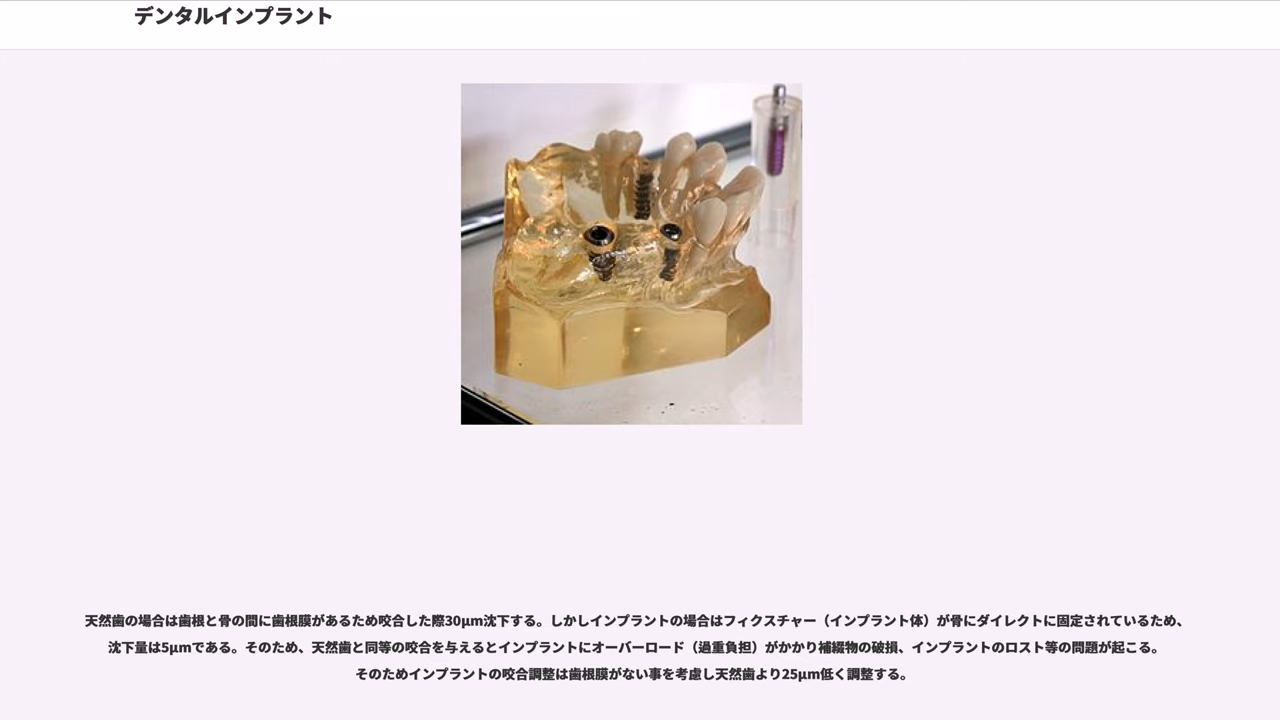 デンタルインプラント
天然歯の場合は歯根と骨の間に歯根膜があるため咬合した際30μm沈下する。しかしインプラントの場合はフィクスチャー（インプラント体）が骨にダイレクトに固定されているため、
沈下量は5μmである。そのため、天然歯と同等の咬合を与えるとインプラントにオーバーロード（過重負担）がかかり補綴物の破損、インプラントのロスト等の問題が起こる。
そのためインプラントの咬合調整は歯根膜がない事を考慮し天然歯より25μm低く調整する。